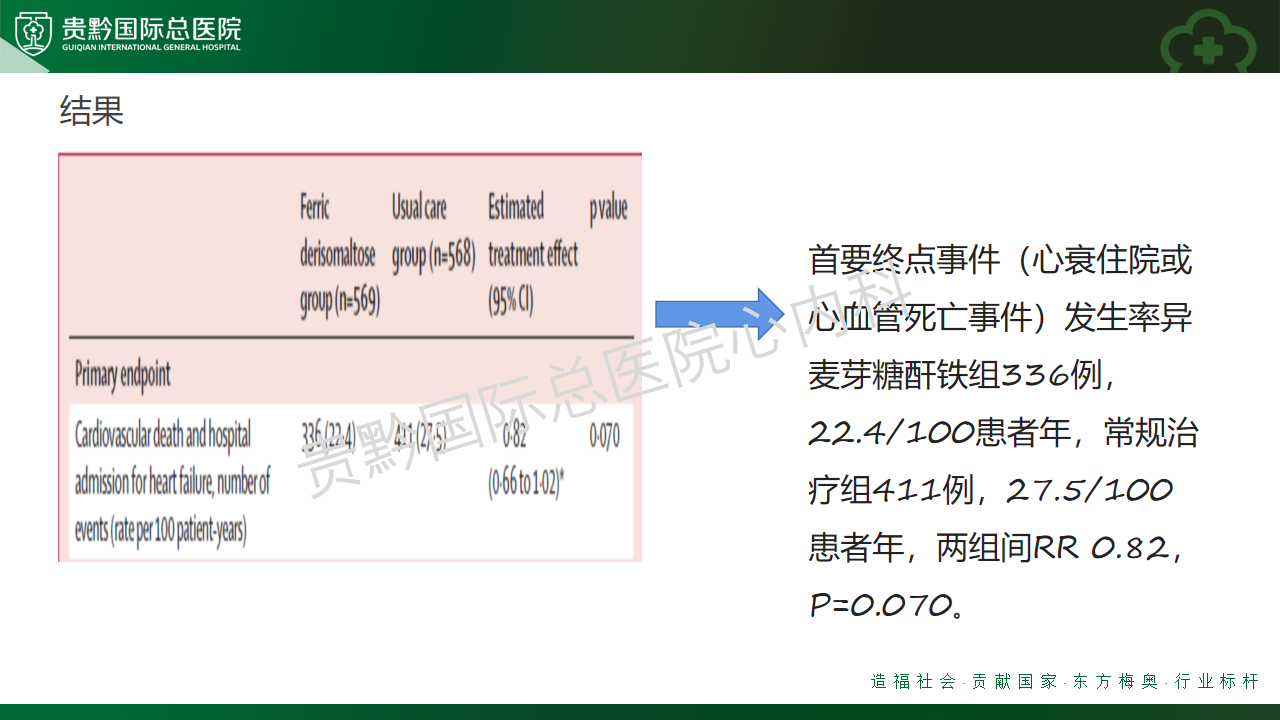 贵黔国际总医院
GUIQIAN INTERNATIONAL GENERAL HOSPITAL
结果
Ferric derisomaltose group (n=569)
Usual care group (n=568)
Estimated treatment effect (95% CI)
p value
Primary endpoint
Cardiovascular death and hospital admission for heart failure, number of events (rate per 100 patient-years)
336 (22·4)
411 (27·5)
0·82 (0·66 to 1·02)*
0·070
首要终点事件（心衰住院或
心血管死亡事件）发生率异
麦芽糖酐铁组336例，
22.4/100患者年，常规治
疗组411例，27.5/100
患者年，两组间RR 0.82，
P=0.070。
贵黔国际总医院心内科
造福社会·贡献国家·东方梅奥·行业标杆